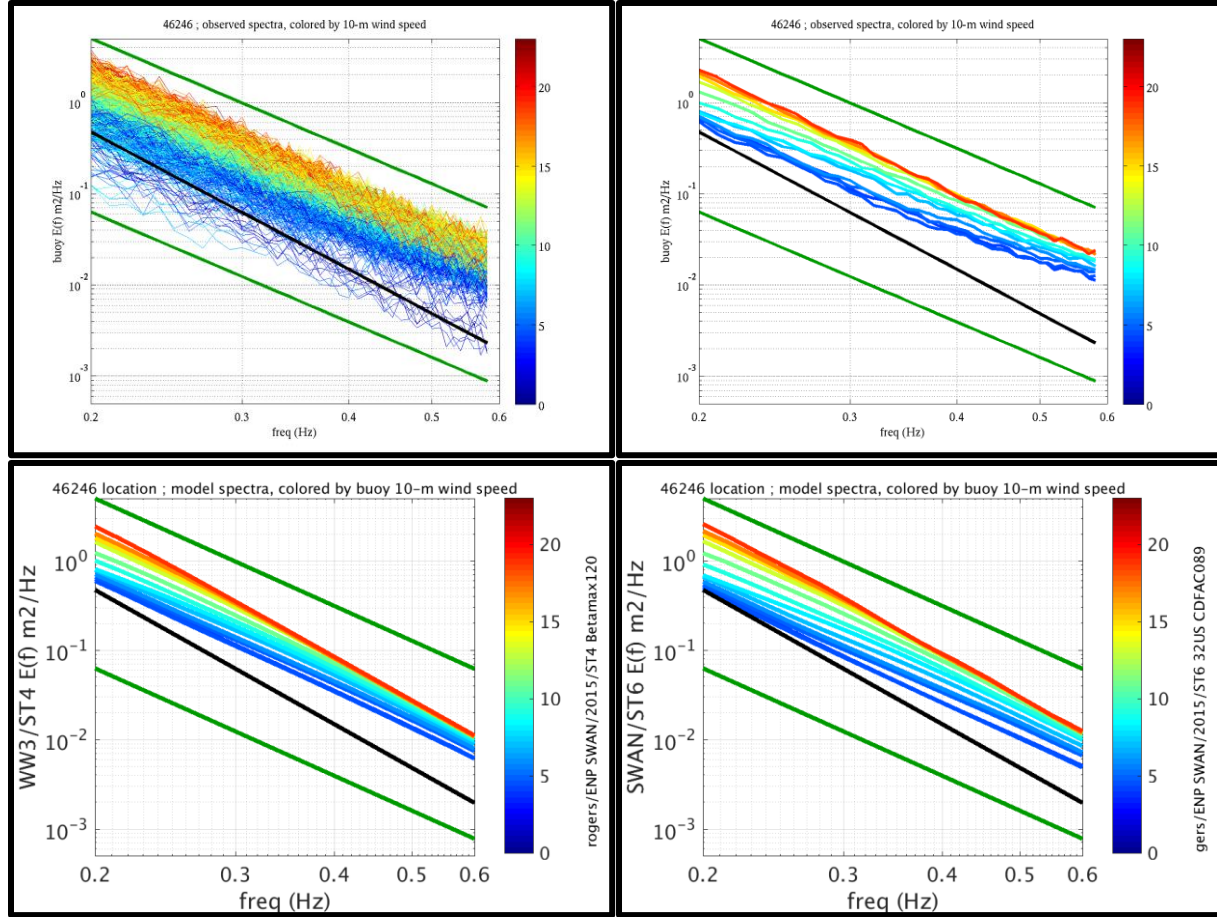 46246 ; observed spectra, colored by 10-m wind speed
buoy E(f) m2/Hz
10^0
10^-1
10^-2
10^-3
0.2 0.3 0.4 0.5 0.6
freq (Hz)
20
15
10
5
0
46246 ; observed spectra, colored by 10-m wind speed
buoy E(f) m2/Hz
10^0
10^-1
10^-2
10^-3
0.2 0.3 0.4 0.5 0.6
freq (Hz)
20
15
10
5
0
46246 location ; model spectra, colored by buoy 10-m wind speed
WW3/ST4 E(f) m2/Hz
10^0
10^-1
10^-2
10^-3
0.2 0.3 0.4 0.5 0.6
freq (Hz)
20
15
10
5
0
rogers/ENP SWAN/2015/ST4 Betamax120
46246 location ; model spectra, colored by buoy 10-m wind speed
SWAN/ST6 E(f) m2/Hz
10^0
10^-1
10^-2
10^-3
0.2 0.3 0.4 0.5 0.6
freq (Hz)
20
15
10
5
0
gers/ENP SWAN/2015/ST6 32US CDFAC089